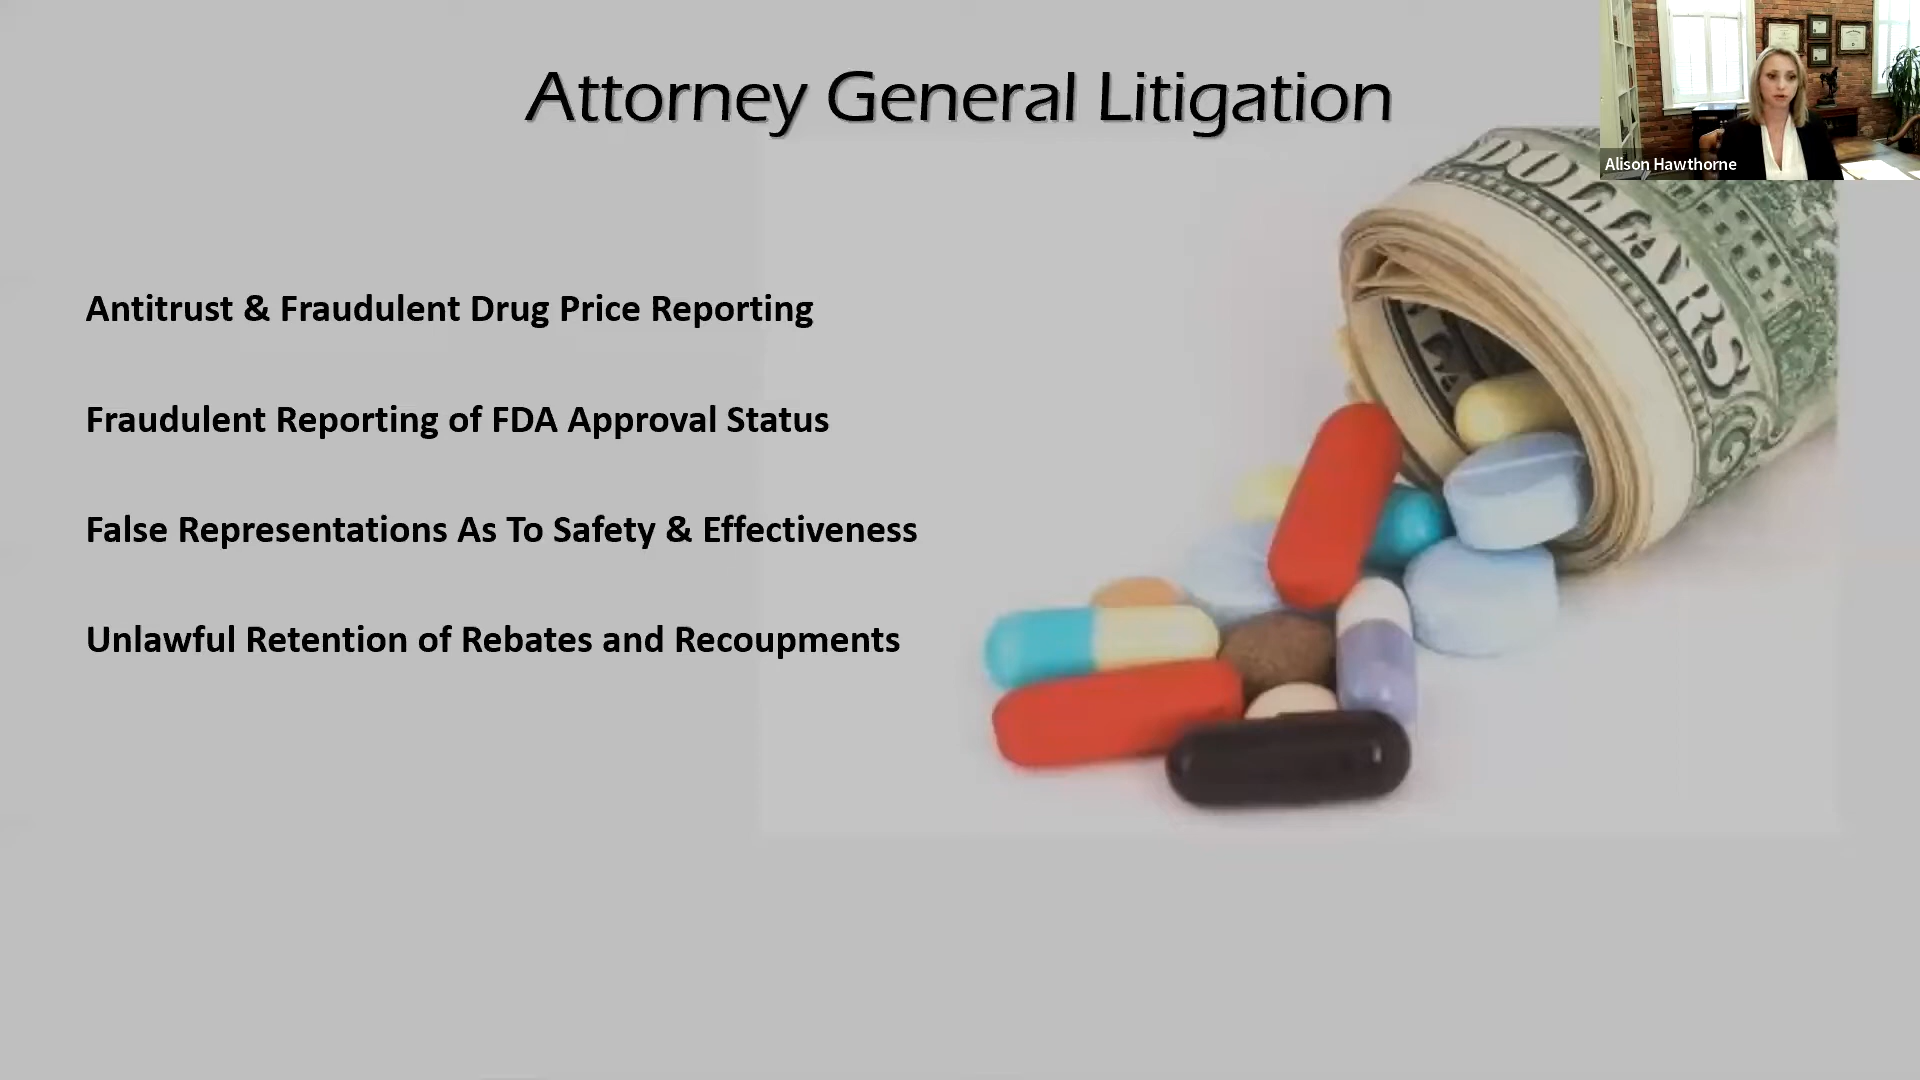 Attorney General Litigation
Alison Hawthorne
DOLLARS
Antitrust & Fraudulent Drug Price Reporting
Fraudulent Reporting of FDA Approval Status
False Representations As To Safety & Effectiveness
Unlawful Retention of Rebates and Recoupments